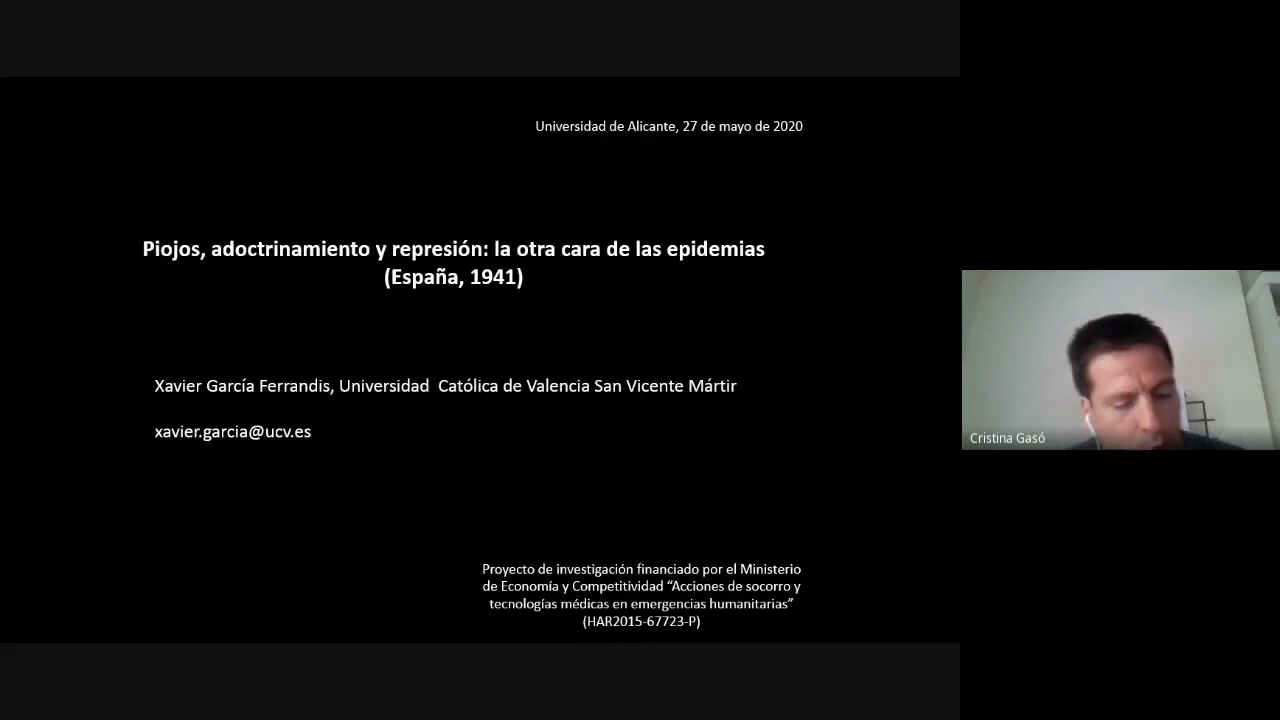 Universidad de Alicante, 27 de mayo de 2020
Piojos, adoctrinamiento y represión: la otra cara de las epidemias
(España, 1941)
Xavier García Ferrandis, Universidad Católica de Valencia San Vicente Mártir
xavier.garcia@ucv.es
Cristina Gasó
Proyecto de investigación financiado por el Ministerio
de Economía y Competitividad “Acciones de socorro y
tecnologías médicas en emergencias humanitarias”
(HAR2015-67723-P)